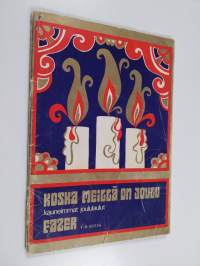 KOSKA MEILLÄ ON JOULU
kauneimmat joululaulut
FAZER